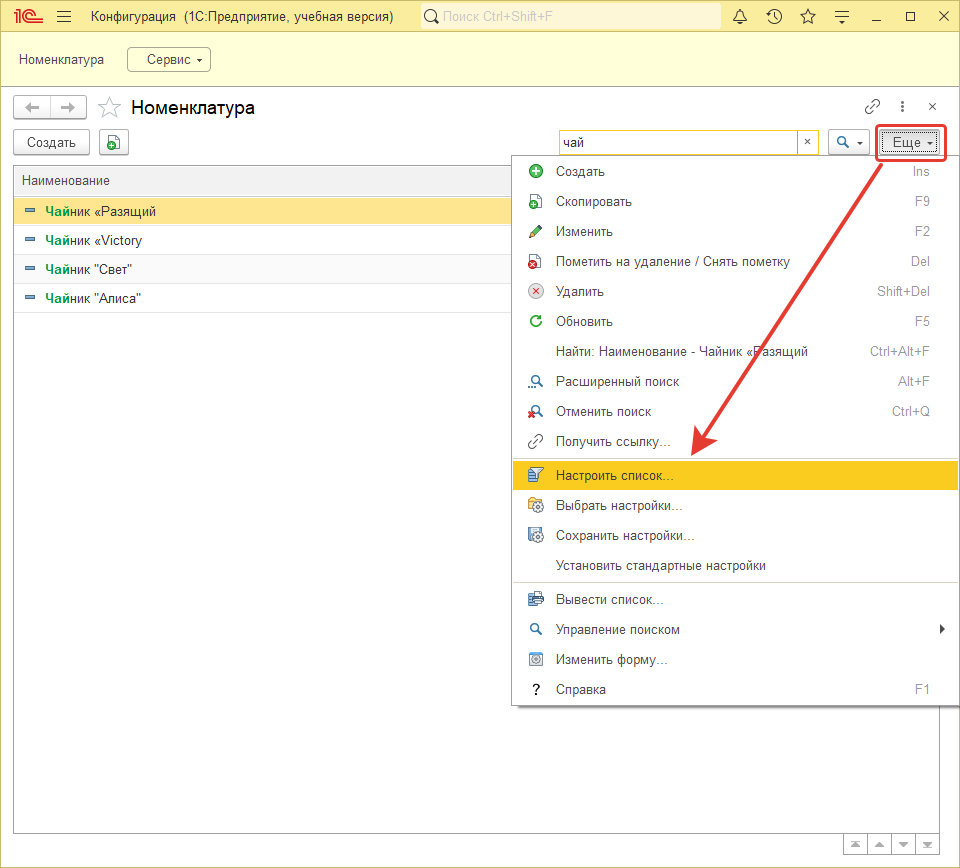 1С Конфигурация (1С:Предприятие, учебная версия) Поиск Ctrl+Shift+F
Номенклатура Сервис
Номенклатура
Создать чай × Еще
Наименование
Чайник «Разящий
Чайник «Victory
Чайник "Свет"
Чайник "Алиса"
Создать Ins
Скопировать F9
Изменить F2
Пометить на удаление / Снять пометку Del
Удалить Shift+Del
Обновить F5
Найти: Наименование - Чайник «Разящий Ctrl+Alt+F
Расширенный поиск Alt+F
Отменить поиск Ctrl+Q
Получить ссылку...
Настроить список...
Выбрать настройки...
Сохранить настройки...
Установить стандартные настройки
Вывести список...
Управление поиском
Изменить форму...
? Справка F1